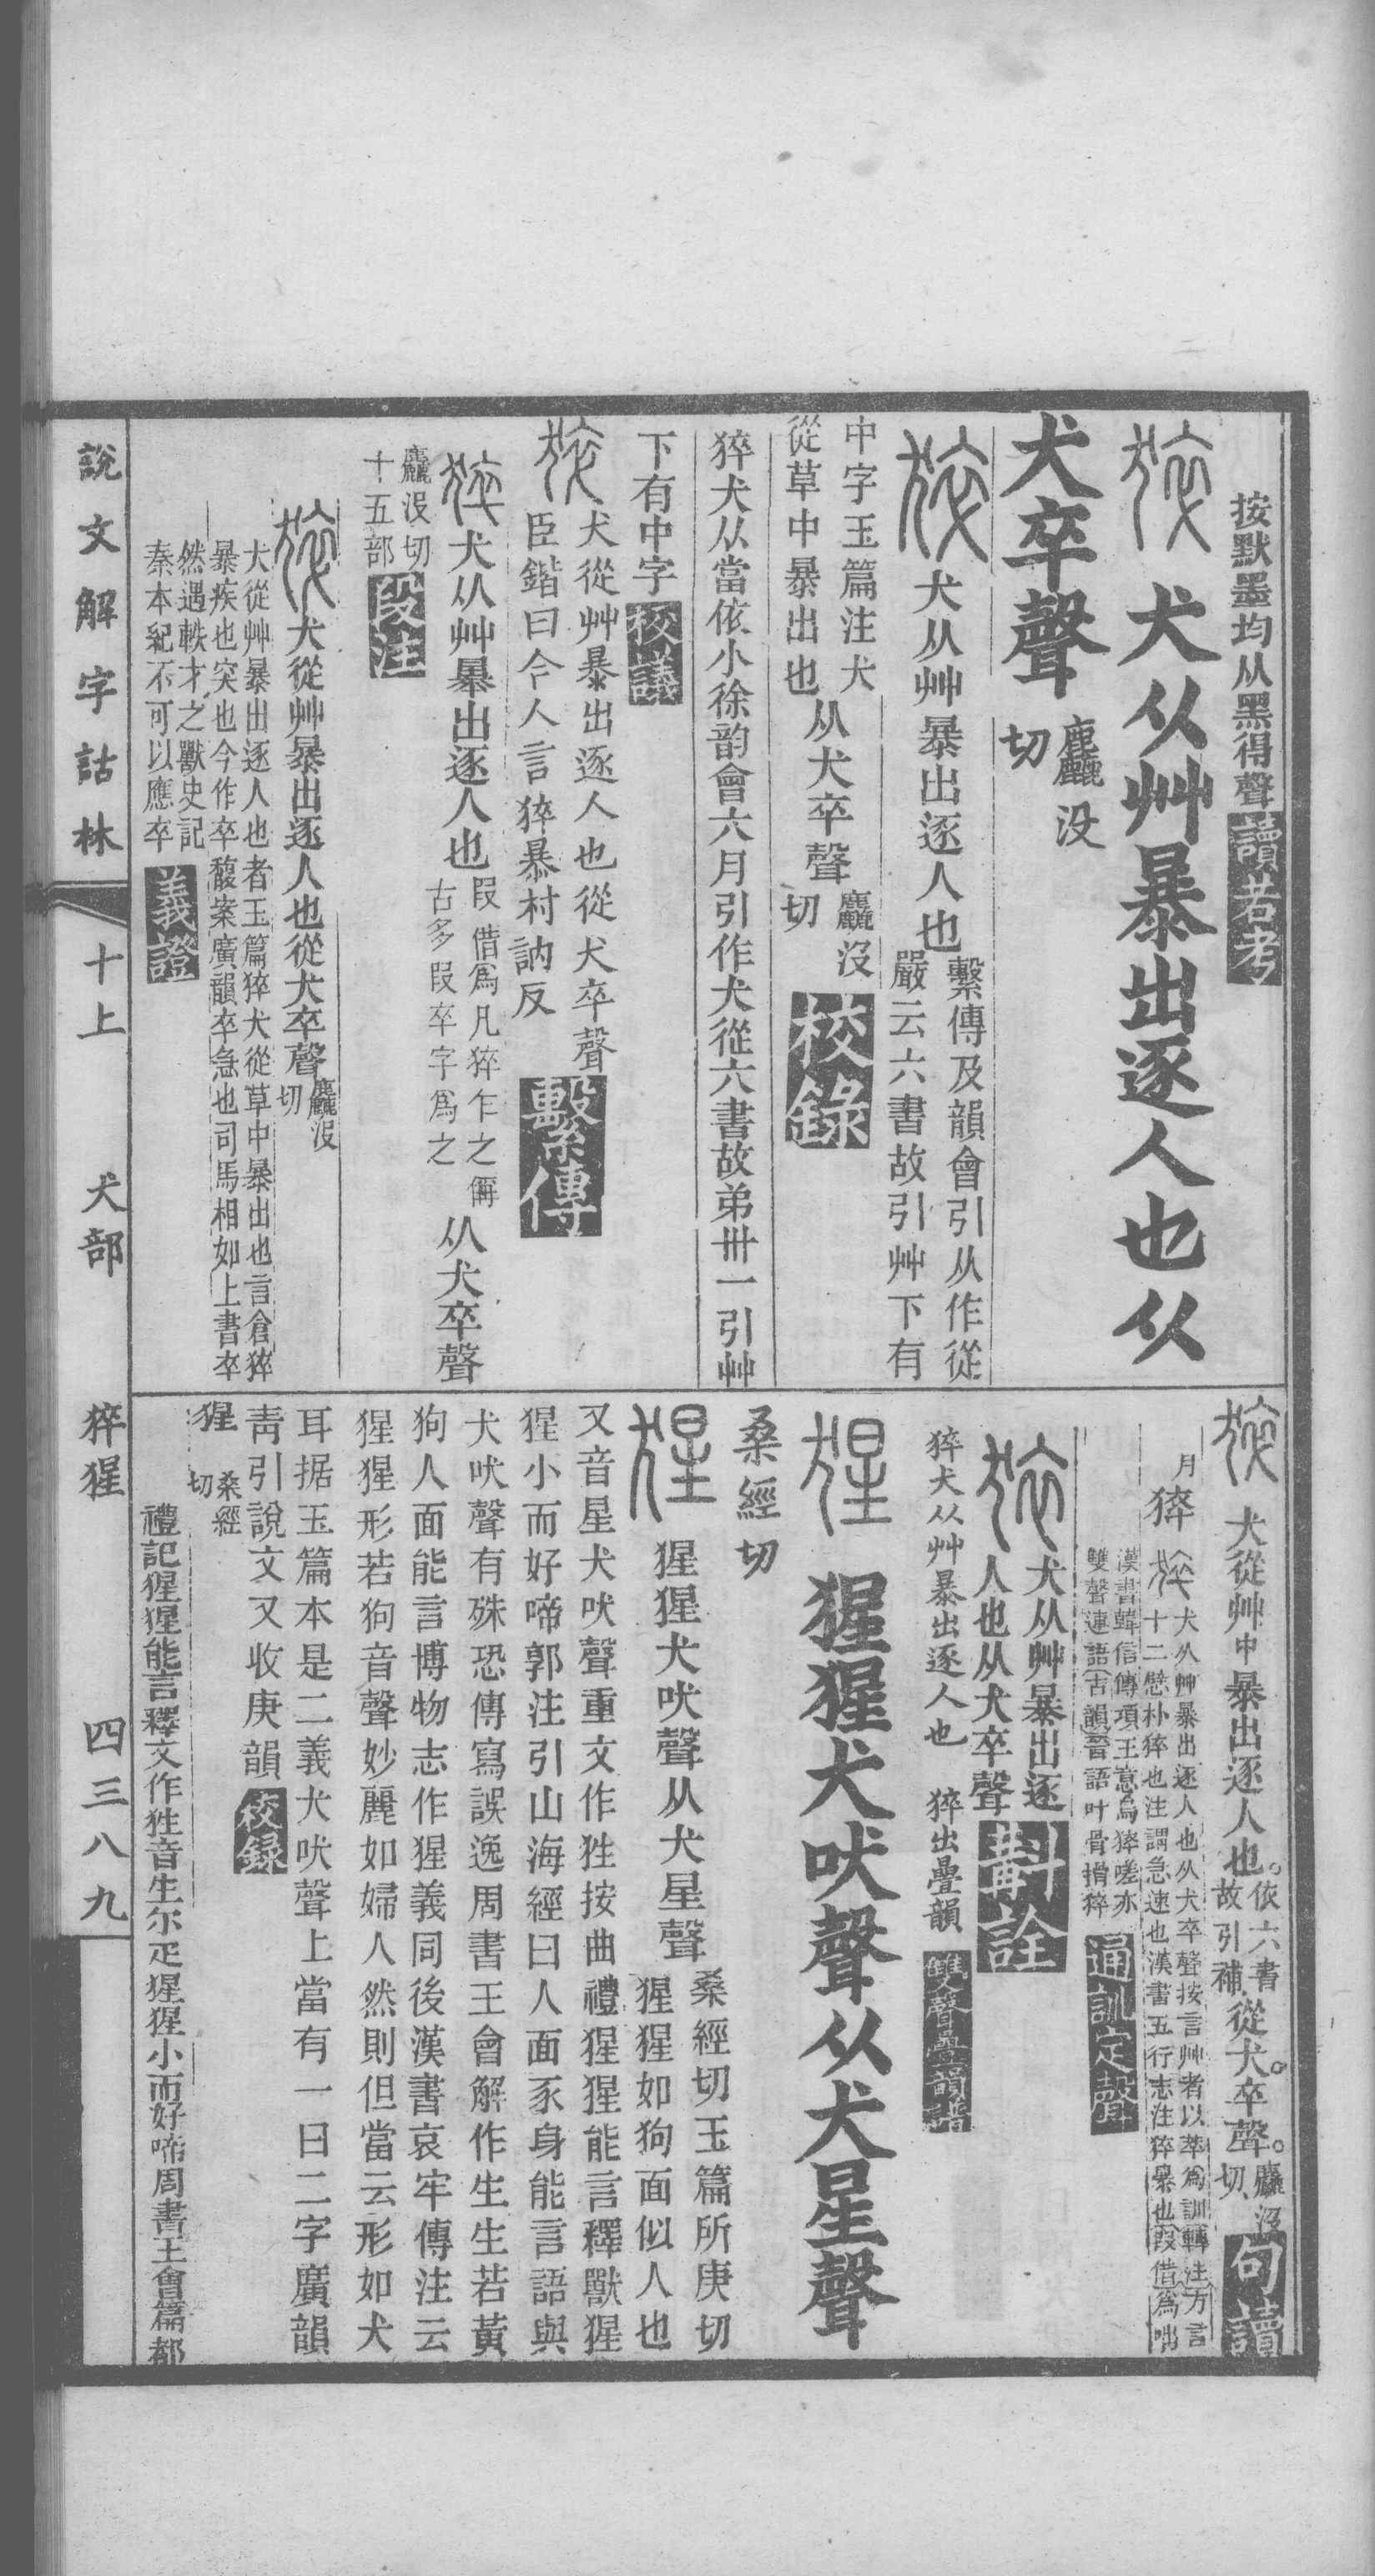 按默墨均从黑得聲讀若考
犬从艸暴出逐人也从
犬卒聲麤没
切
犬从艸暴出逐人也繫傳及韻會引从作從
嚴云六書故引艸下有
中字玉篇注犬
從草中暴出也
从犬卒聲麤没
切
校錄
猝犬从當依小徐韵會六月引作犬從六書故弟卅一引艸
下有中字校議
犬從艸暴出逐人也從犬卒聲
臣鍇曰今人言猝暴村訥反
繫傳
猝犬从艸暴出逐人也
叚借爲凡猝乍之偁
古多叚卒字爲之
从犬卒聲
麤没切
十五部
段注
犬從艸暴出逐人也從犬卒聲麤没
切
犬從艸暴出逐人也者玉篇猝犬從草中暴出也言倉猝
暴疾也突也今作卒馥案廣韻卒急也司馬相如上書卒
然遇軼才之獸史記
秦本紀不可以應卒
義證
犬從艸中暴出逐人也依六書
故引補
從犬卒聲麤没
切
句讀
月猝
犬从艸暴出逐人也从犬卒聲按言艸者以萃爲訓轉注方言
十二憋朴猝也注謂急速也漢書五行志注猝暴也叚借爲咄
漢書韓信傳項王意烏猝嗟亦
雙聲連語古韻晉語叶骨猾猝
通訓定聲
犬从艸暴出逐
人也从犬卒聲
斠詮
猝犬从艸暴出逐人也 猝出疊韻雙聲疊韻譜
猩猩犬吠聲从犬星聲
桑經切
猩猩犬吠聲从犬星聲
桑經切玉篇所庚切
猩猩如狗面似人也
又音星犬吠聲重文作狌按曲禮猩猩能言釋獸猩
猩小而好啼郭注引山海經曰人面豕身能言語與
犬吠聲有殊恐傳寫誤逸周書王會解作生生若黃
狗人面能言博物志作猩義同後漢書哀牢傳注云
猩猩形若狗音聲妙麗如婦人然則但當云形如犬
耳据玉篇本是二義犬吠聲上當有一曰二字廣韻
青引說文又收庚韻校錄
猩桑經
切
禮記猩猩能言釋文作狌音生尔疋猩猩小而好啼周書王會篇都
說文解字詁林 十上 犬部 猝猩 四三八九